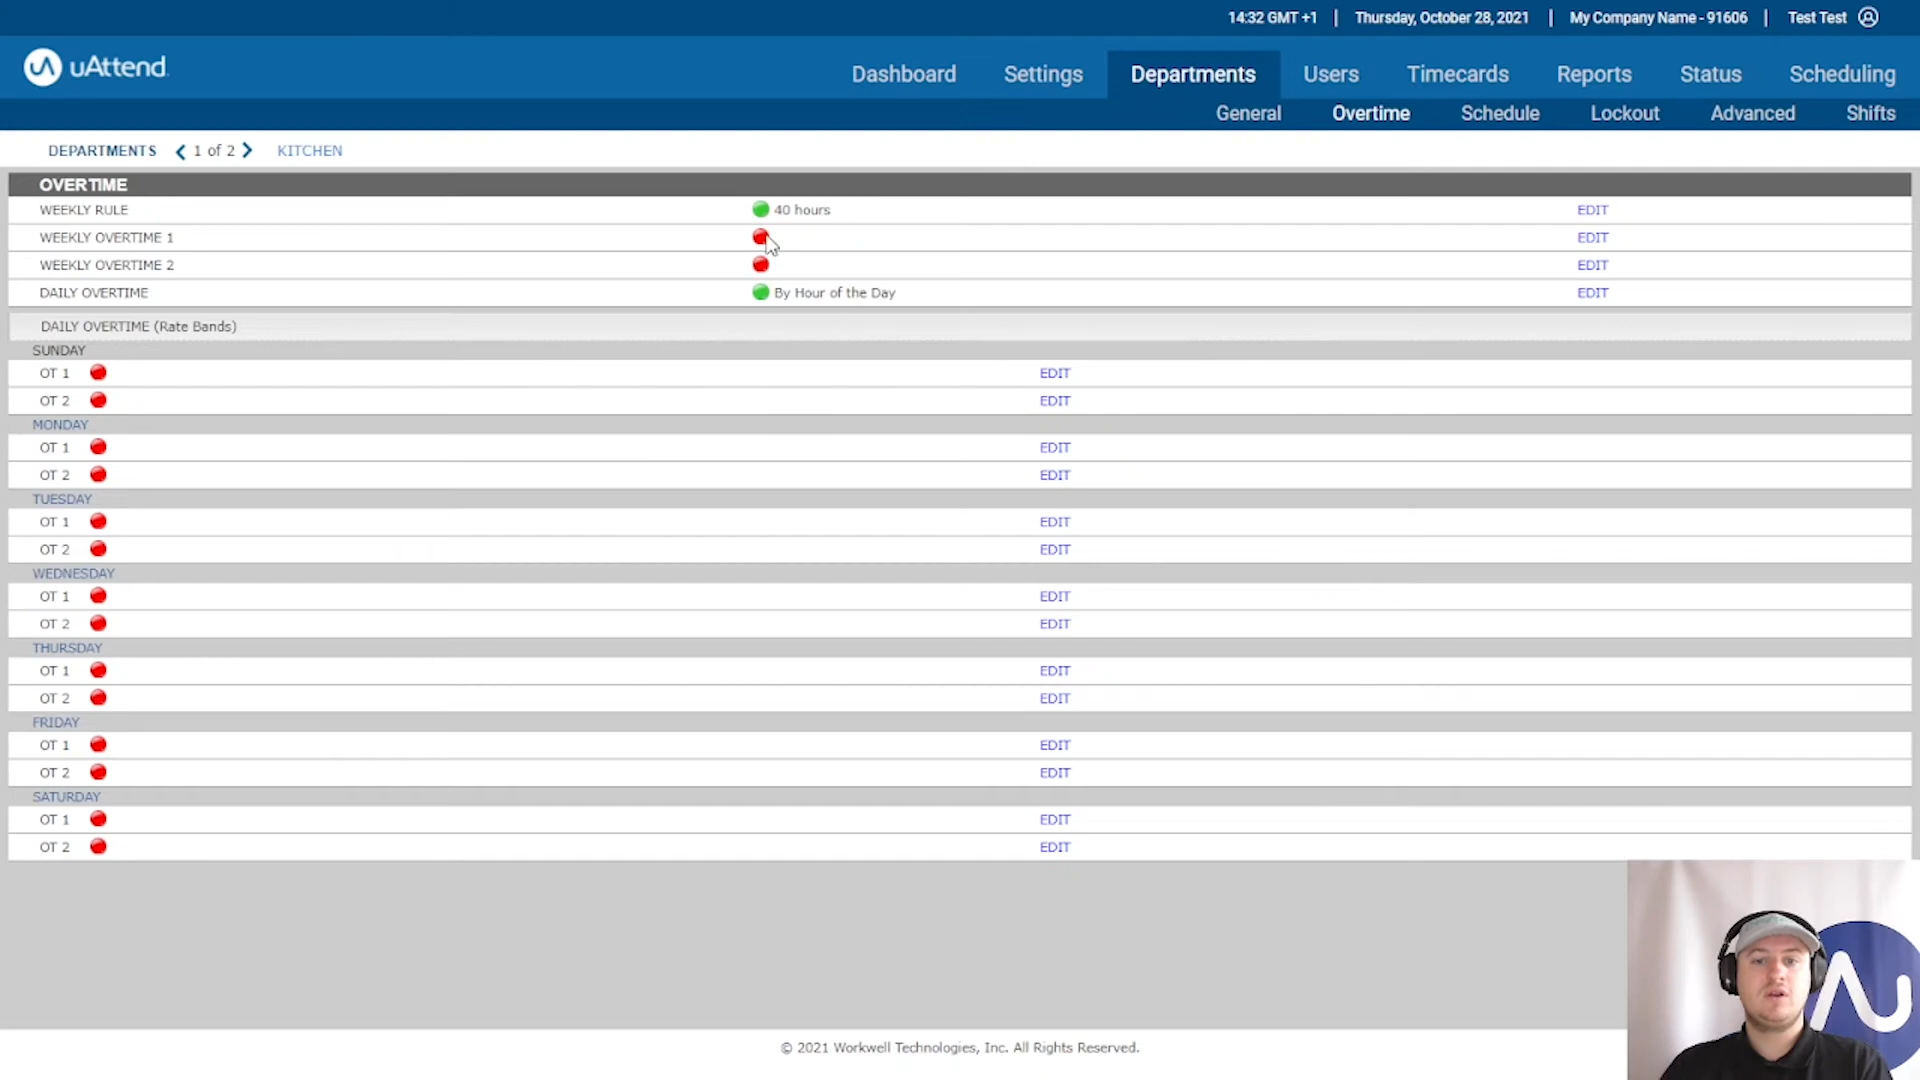 14:32 GMT +1 | Thursday, October 28, 2021 | My Company Name - 91606 | Test Test
uAttend
Dashboard Settings Departments Users Timecards Reports Status Scheduling
General Overtime Schedule Lockout Advanced Shifts
DEPARTMENTS 1 of 2 KITCHEN
OVERTIME
WEEKLY RULE 40 hours EDIT
WEEKLY OVERTIME 1 EDIT
WEEKLY OVERTIME 2 EDIT
DAILY OVERTIME By Hour of the Day EDIT
DAILY OVERTIME (Rate Bands)
SUNDAY
OT 1 EDIT
OT 2 EDIT
MONDAY
OT 1 EDIT
OT 2 EDIT
TUESDAY
OT 1 EDIT
OT 2 EDIT
WEDNESDAY
OT 1 EDIT
OT 2 EDIT
THURSDAY
OT 1 EDIT
OT 2 EDIT
FRIDAY
OT 1 EDIT
OT 2 EDIT
SATURDAY
OT 1 EDIT
OT 2 EDIT
© 2021 Workwell Technologies, Inc. All Rights Reserved.